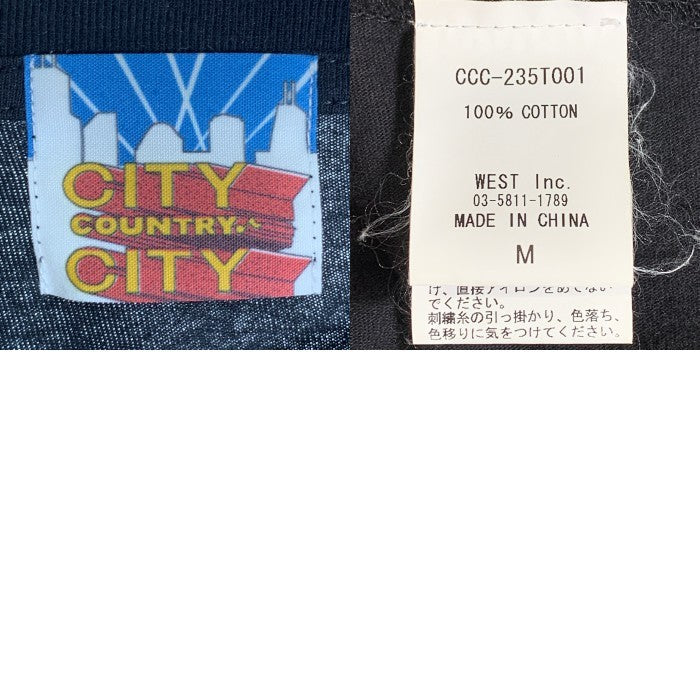 CITY
COUNTRY.
CITY
CCC-235T001
100% COTTON
WEST Inc.
03-5811-1789
MADE IN CHINA
M
け、直接アイロンをあてない
でください。
刺繍糸の引っ掛かり、色落ち、
色移りに気をつけてください。